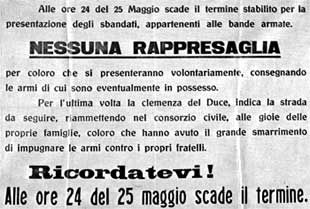 Alle ore 24 del 25 Maggio scade il termine stabilito per la
presentazione degli sbandati, appartenenti alle bande armate.
NESSUNA RAPPRESAGLIA
per coloro che si presenteranno volontariamente, consegnando
le armi di cui sono eventualmente in possesso.
Per l'ultima volta la clemenza del Duce, indica la strada
da seguire, riammettendo nel consorzio civile, alle gioie delle
proprie famiglie, coloro che hanno avuto il grande smarrimento
di impugnare le armi contro i propri fratelli.
Ricordatevi!
Alle ore 24 del 25 maggio scade il termine.